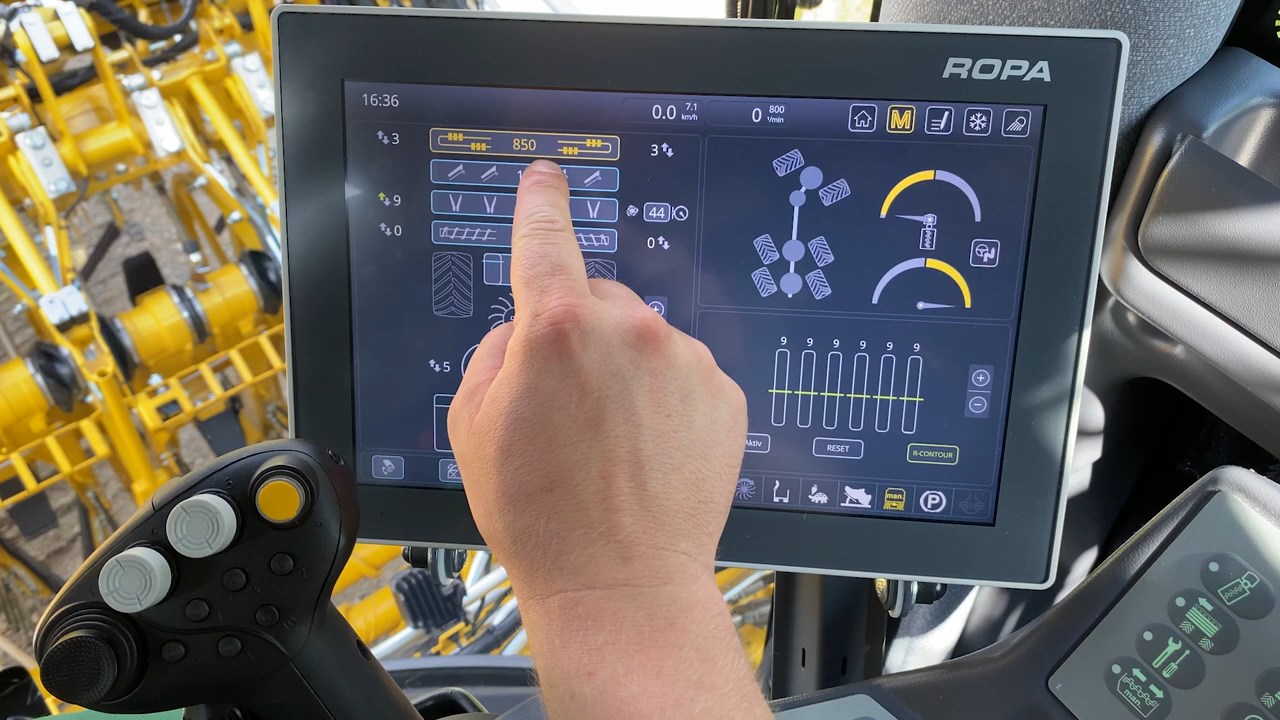 ROPA
16:36
0.0 7.1 km/h
0 800 1/min
M
3
850
3
9
44
0
0
5
9 9 9 9 9 9
RESET
R-CONTOUR
man.
P
man.